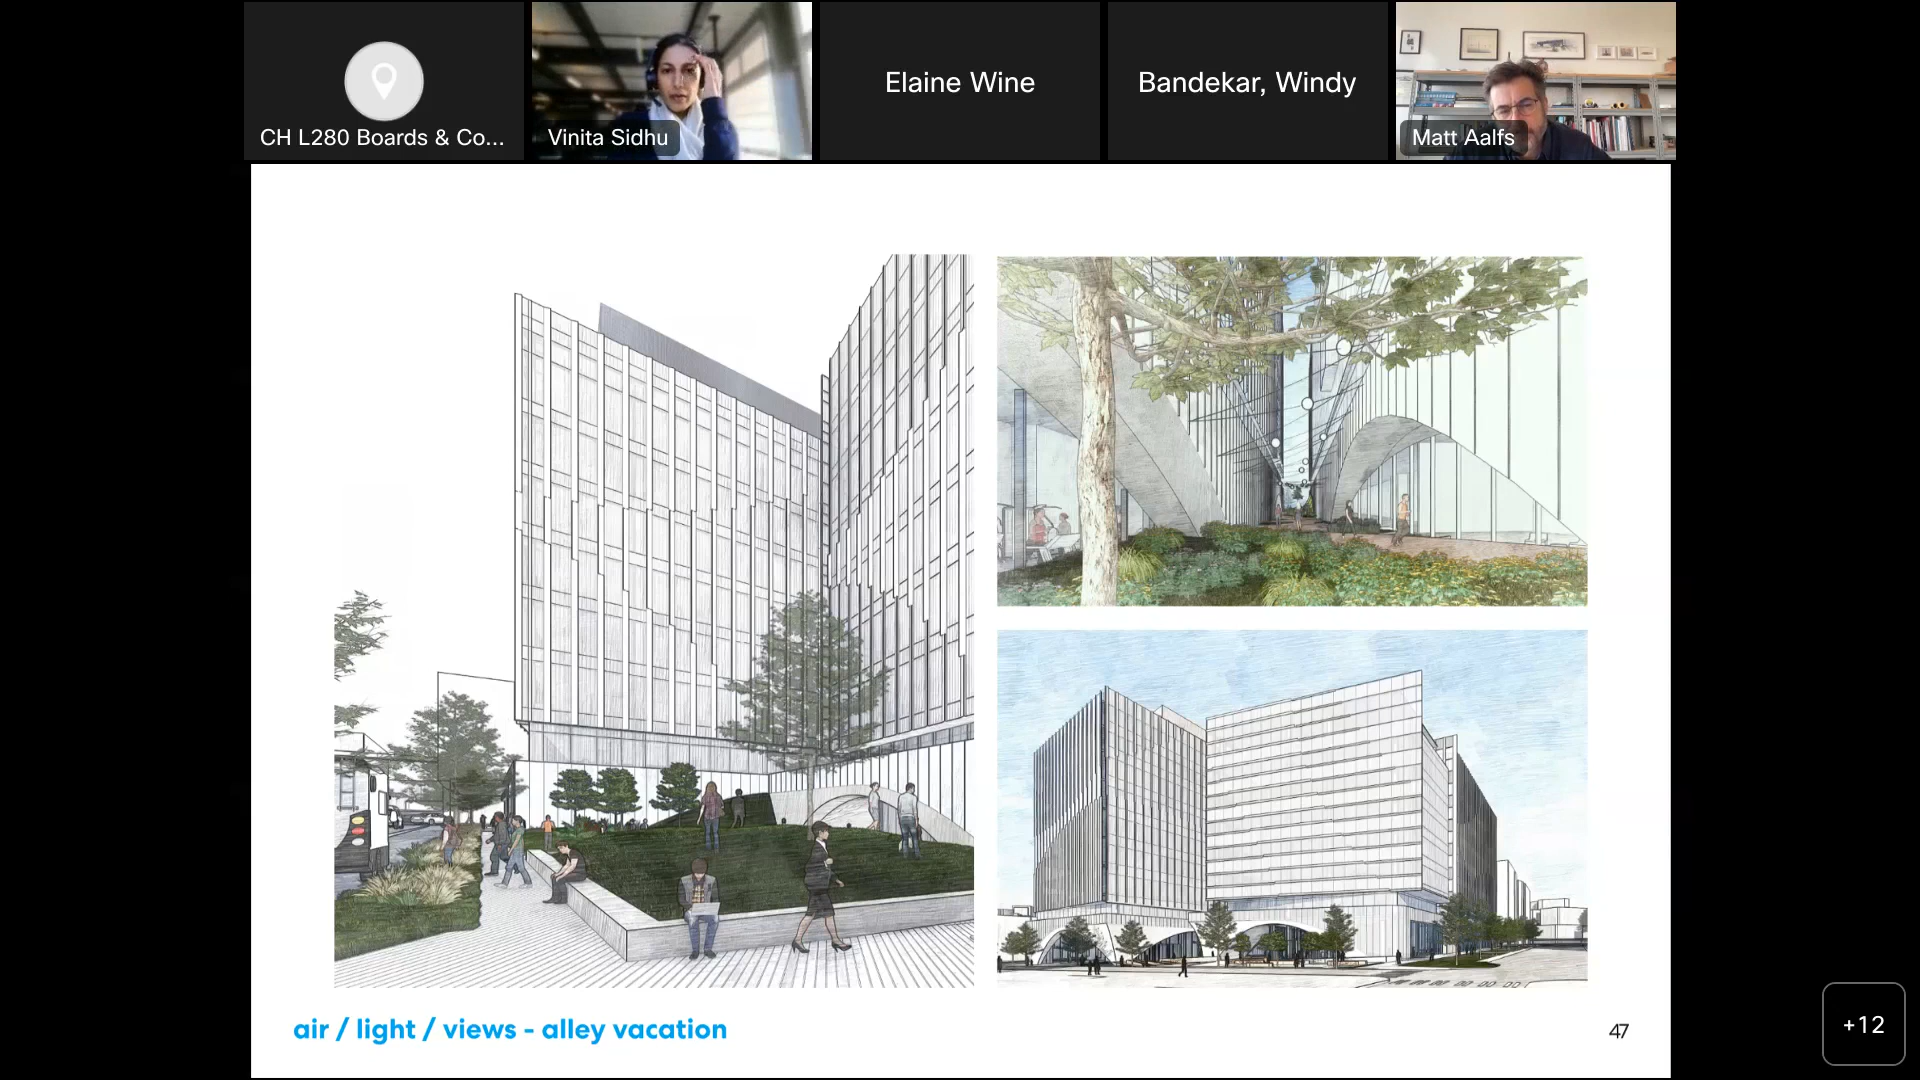 CH L280 Boards & Co...
Vinita Sidhu
Elaine Wine
Bandekar, Windy
Matt Aalfs
air / light / views - alley vacation
47
+12